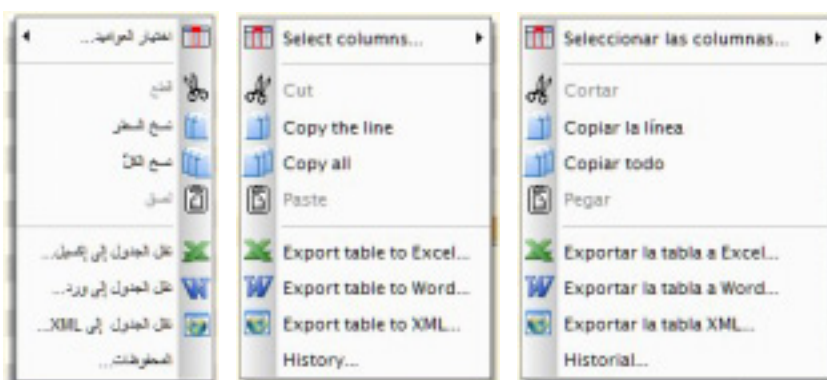 اختيار العواميد...
قطع
نسخ السطر
نسخ الكلّ
لصق
نقل الجدول إلى إكسيل...
نقل الجدول إلى ورد...
نقل الجدول إلى XML...
المحفوظات...
Select columns...
Cut
Copy the line
Copy all
Paste
Export table to Excel...
Export table to Word...
Export table to XML...
History...
Seleccionar las columnas...
Cortar
Copiar la línea
Copiar todo
Pegar
Exportar la tabla a Excel...
Exportar la tabla a Word...
Exportar la tabla XML...
Historial...